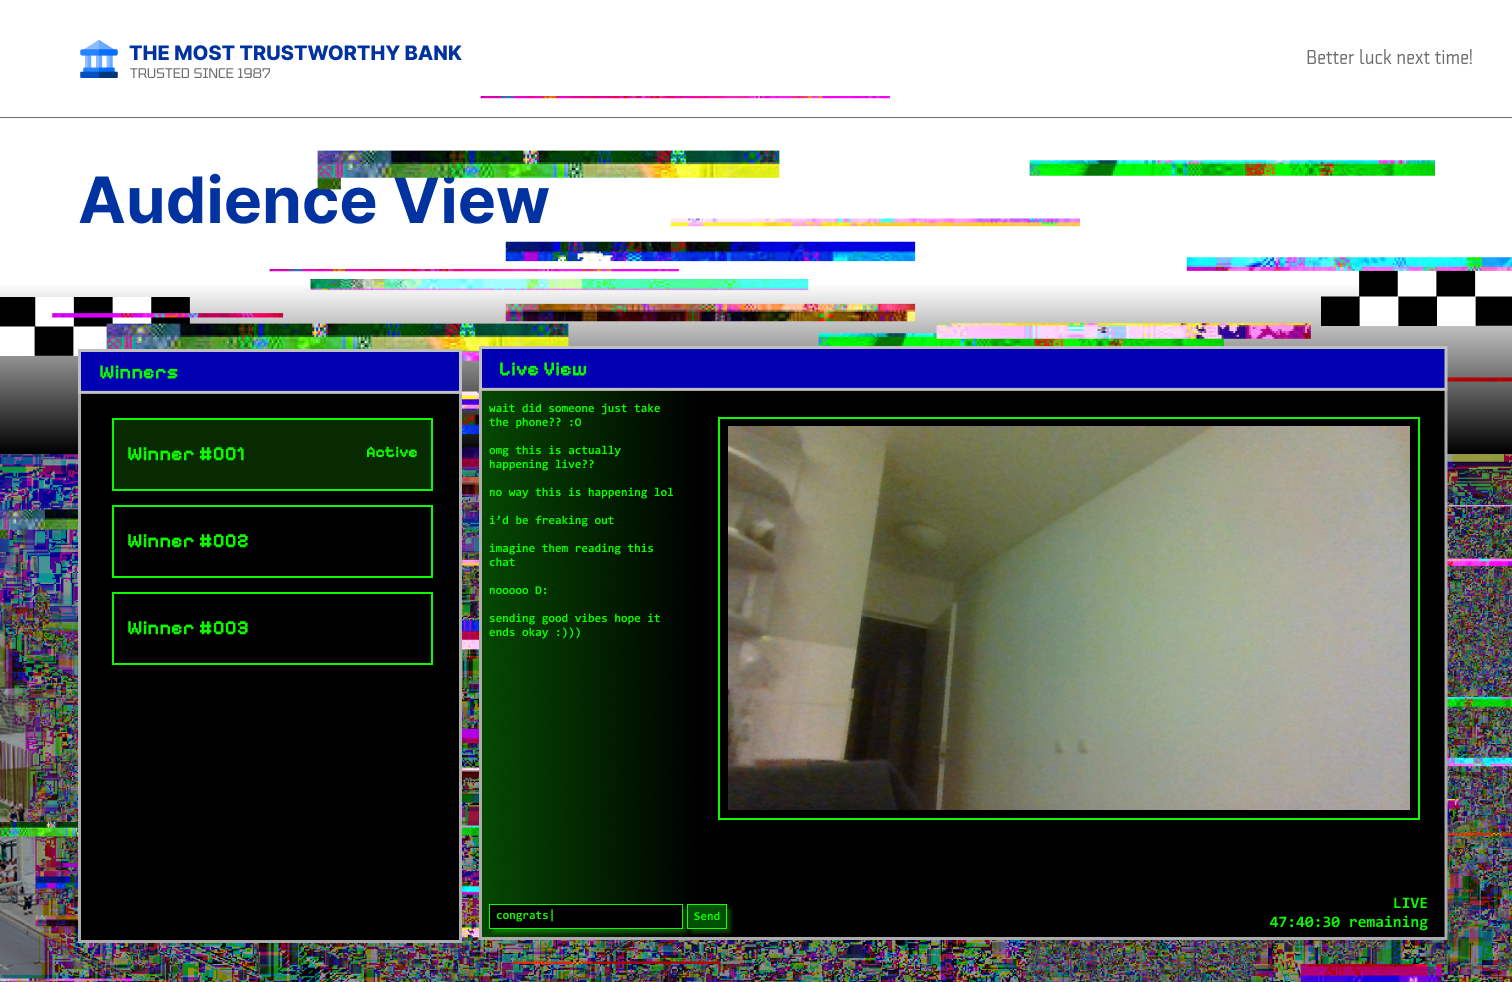 THE MOST TRUSTWORTHY BANK
TRUSTED SINCE 1987
Better luck next time!
Audience View
Winners
Winner #001
Active
Winner #002
Winner #003
Live View
wait did someone just take
the phone?? :O
omg this is actually
happening live??
no way this is happening lol
i’d be freaking out
imagine them reading this
chat
nooooo D:
sending good vibes hope it
ends okay :)))
congrats|
Send
LIVE
47:40:30 remaining